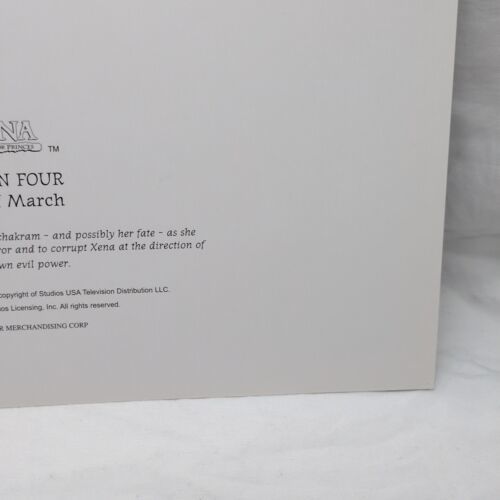 NA
OR PRINCES TM
N FOUR
f March
chakram - and possibly her fate - as she
or and to corrupt Xena at the direction of
wn evil power.
copyright of Studios USA Television Distribution LLC.
os Licensing, Inc. All rights reserved.
R MERCHANDISING CORP